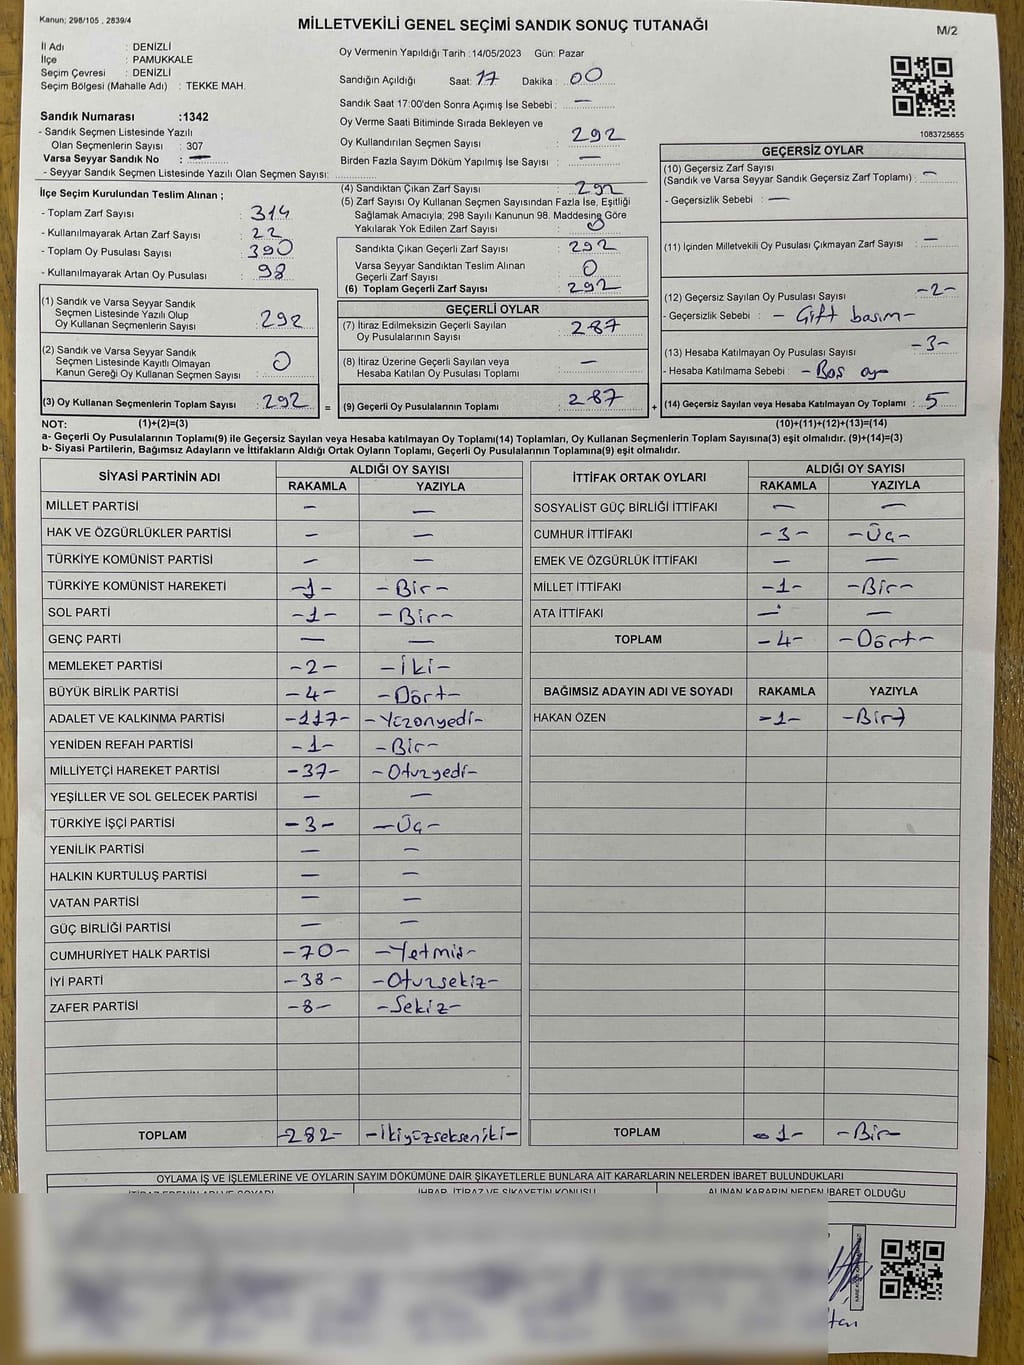 Kanun; 298/105 , 2839/4
MİLLETVEKİLİ GENEL SEÇİMİ SANDIK SONUÇ TUTANAĞI
M/2
İl Adı : DENİZLİ
İlçe : PAMUKKALE
Seçim Çevresi : DENİZLİ
Seçim Bölgesi (Mahalle Adı) : TEKKE MAH.
Sandık Numarası :1342
- Sandık Seçmen Listesinde Yazılı
Olan Seçmenlerin Sayısı : 307
Varsa Seyyar Sandık No : —
- Seyyar Sandık Seçmen Listesinde Yazılı Olan Seçmen Sayısı:
Oy Vermenin Yapıldığı Tarih :14/05/2023 Gün: Pazar
Sandığın Açıldığı Saat: 17 Dakika : 00
Sandık Saat 17:00'den Sonra Açımış İse Sebebi : —
Oy Verme Saati Bitiminde Sırada Bekleyen ve
Oy Kullandırılan Seçmen Sayısı : 292
Birden Fazla Sayım Döküm Yapılmış İse Sayısı : —
1083725655
İlçe Seçim Kurulundan Teslim Alınan ;
- Toplam Zarf Sayısı : 314
- Kullanılmayarak Artan Zarf Sayısı : 22
- Toplam Oy Pusulası Sayısı : 390
- Kullanılmayarak Artan Oy Pusulası : 98
(4) Sandıktan Çıkan Zarf Sayısı : 292
(5) Zarf Sayısı Oy Kullanan Seçmen Sayısından Fazla İse, Eşitliği
Sağlamak Amacıyla; 298 Sayılı Kanunun 98. Maddesine Göre
Yakılarak Yok Edilen Zarf Sayısı : 0
Sandıkta Çıkan Geçerli Zarf Sayısı : 292
Varsa Seyyar Sandıktan Teslim Alınan
Geçerli Zarf Sayısı : 0
(6) Toplam Geçerli Zarf Sayısı : 292
GEÇERSİZ OYLAR
(10) Geçersiz Zarf Sayısı
(Sandık ve Varsa Seyyar Sandık Geçersiz Zarf Toplamı) : —
- Geçersizlik Sebebi : —
(11) İçinden Milletvekili Oy Pusulası Çıkmayan Zarf Sayısı : —
(12) Geçersiz Sayılan Oy Pusulası Sayısı : -2-
- Geçersizlik Sebebi : - Çift basım-
(13) Hesaba Katılmayan Oy Pusulası Sayısı : -3-
- Hesaba Katılmama Sebebi : -Boş oy-
(14) Geçersiz Sayılan veya Hesaba Katılmayan Oy Toplamı : 5
(1) Sandık ve Varsa Seyyar Sandık
Seçmen Listesinde Yazılı Olup
Oy Kullanan Seçmenlerin Sayısı : 292
(2) Sandık ve Varsa Seyyar Sandık
Seçmen Listesinde Kayıtlı Olmayan
Kanun Gereği Oy Kullanan Seçmen Sayısı : 0
(3) Oy Kullanan Seçmenlerin Toplam Sayısı : 292
=
GEÇERLİ OYLAR
(7) İtiraz Edilmeksizin Geçerli Sayılan
Oy Pusulalarının Sayısı : 287
(8) İtiraz Üzerine Geçerli Sayılan veya
Hesaba Katılan Oy Pusulası Toplamı : —
(9) Geçerli Oy Pusulalarının Toplamı : 287
+
NOT: (1)+(2)=(3) (10)+(11)+(12)+(13)=(14)
a- Geçerli Oy Pusulalarının Toplamı(9) ile Geçersiz Sayılan veya Hesaba katılmayan Oy Toplamı(14) Toplamları, Oy Kullanan Seçmenlerin Toplam Sayısına(3) eşit olmalıdır. (9)+(14)=(3)
b- Siyasi Partilerin, Bağımsız Adayların ve İttifakların Aldığı Ortak Oyların Toplamı, Geçerli Oy Pusulalarının Toplamına(9) eşit olmalıdır.
SİYASİ PARTİNİN ADI ALDIĞI OY SAYISI
RAKAMLA YAZIYLA
MİLLET PARTİSİ — —
HAK VE ÖZGÜRLÜKLER PARTİSİ — —
TÜRKİYE KOMÜNİST PARTİSİ — —
TÜRKİYE KOMÜNİST HAREKETİ -1- -Bir-
SOL PARTİ -1- -Bir-
GENÇ PARTİ — —
MEMLEKET PARTİSİ -2- -İki-
BÜYÜK BİRLİK PARTİSİ -4- -Dört-
ADALET VE KALKINMA PARTİSİ -117- -Yüzonyedi-
YENİDEN REFAH PARTİSİ -1- -Bir-
MİLLİYETÇİ HAREKET PARTİSİ -37- -Otuzyedi-
YEŞİLLER VE SOL GELECEK PARTİSİ — —
TÜRKİYE İŞÇİ PARTİSİ -3- -Üç-
YENİLİK PARTİSİ — —
HALKIN KURTULUŞ PARTİSİ — —
VATAN PARTİSİ — —
GÜÇ BİRLİĞİ PARTİSİ — —
CUMHURİYET HALK PARTİSİ -70- -Yetmiş-
İYİ PARTİ -38- -Otuzsekiz-
ZAFER PARTİSİ -8- -Sekiz-
TOPLAM -282- -ikiyüzsekseniki-
İTTİFAK ORTAK OYLARI ALDIĞI OY SAYISI
RAKAMLA YAZIYLA
SOSYALİST GÜÇ BİRLİĞİ İTTİFAKI — —
CUMHUR İTTİFAKI -3- -Üç-
EMEK VE ÖZGÜRLÜK İTTİFAKI — —
MİLLET İTTİFAKI -1- -Bir-
ATA İTTİFAKI — —
TOPLAM -4- -Dört-
BAĞIMSIZ ADAYIN ADI VE SOYADI RAKAMLA YAZIYLA
HAKAN ÖZEN -1- -Bir-
TOPLAM -1- -Bir-
OYLAMA İŞ VE İŞLEMLERİNE VE OYLARIN SAYIM DÖKÜMÜNE DAİR ŞİKAYETLERLE BUNLARA AİT KARARLARIN NELERDEN İBARET BULUNDUKLARI
İTİRAZ EDENİN ADI VE SOYADI İHBAR, İTİRAZ VE ŞİKAYETİN KONUSU ALINAN KARARIN NEDEN İBARET OLDUĞU